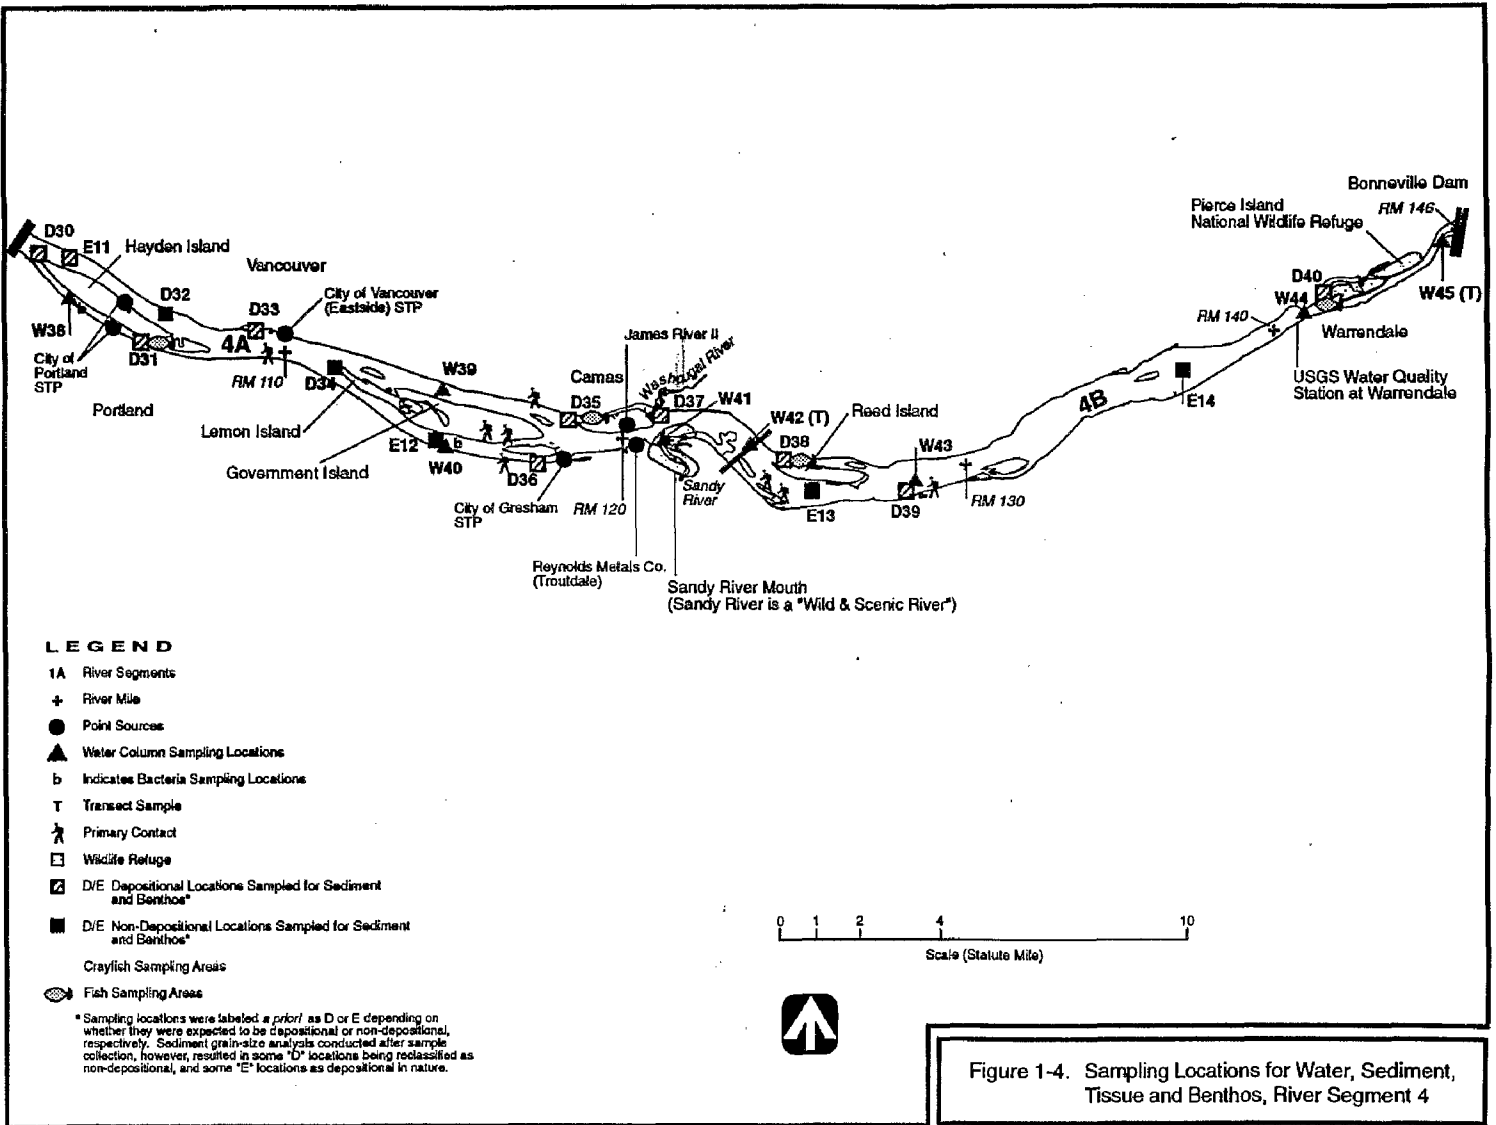 Bonneville Dam
Pierce Island
National Wildlife Refuge
RM 146
D30
E11
Hayden Island
Vancouver
D32
D33
City of Vancouver
(Eastside) STP
D40
W44
W45 (T)
RM 140
Warrendale
USGS Water Quality
Station at Warrendale
W38
City of
Portland
STP
D31
4A
RM 110
D34
W39
Portland
Lemon Island
Government Island
E12
b
W40
James River II
Washougal River
Camas
D35
D37
W41
W42 (T)
Reed Island
D38
W43
4B
E14
D36
City of Gresham
STP
RM 120
Sandy
River
E13
D39
RM 130
Reynolds Metals Co.
(Troutdale)
Sandy River Mouth
(Sandy River is a "Wild & Scenic River")
LEGEND
1A River Segments
+ River Mile
Point Sources
Water Column Sampling Locations
b Indicates Bacteria Sampling Locations
T Transect Sample
Primary Contact
Wildlife Refuge
D/E Depositional Locations Sampled for Sediment
and Benthos*
D/E Non-Depositional Locations Sampled for Sediment
and Benthos*
Crayfish Sampling Areas
Fish Sampling Areas
* Sampling locations were labeled a priori as D or E depending on
whether they were expected to be depositional or non-depositional,
respectively. Sediment grain-size analysis conducted after sample
collection, however, resulted in some "D" locations being reclassified as
non-depositional, and some "E" locations as depositional in nature.
0 1 2 4 10
Scale (Statute Mile)
Figure 1-4. Sampling Locations for Water, Sediment,
Tissue and Benthos, River Segment 4